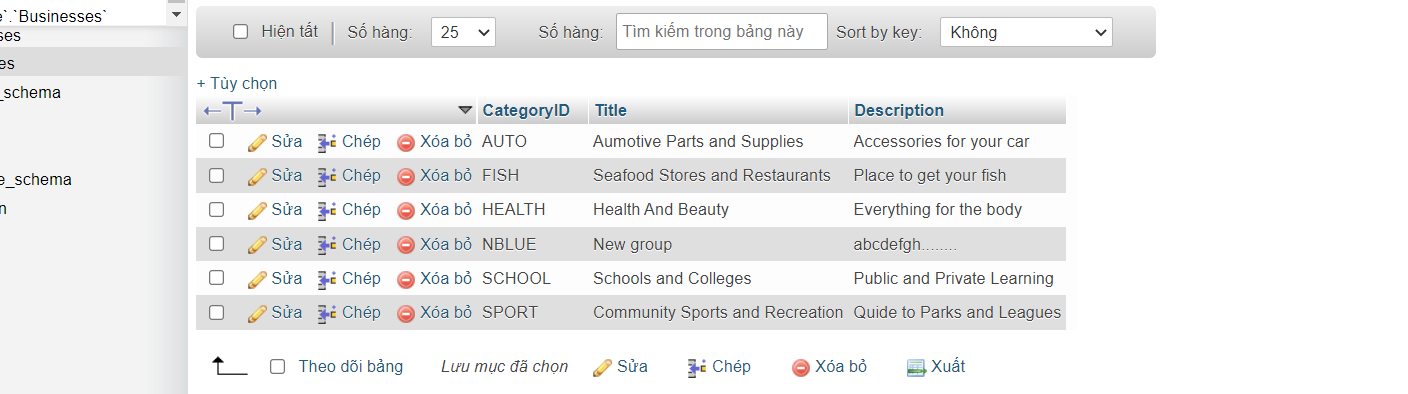 e`.`Businesses`
ses
es
_schema
e_schema
n
Hiện tất Số hàng: 25 Số hàng: Tìm kiếm trong bảng này Sort by key: Không
+ Tùy chọn
←T→ CategoryID Title Description
Sửa Chép Xóa bỏ AUTO Aumotive Parts and Supplies Accessories for your car
Sửa Chép Xóa bỏ FISH Seafood Stores and Restaurants Place to get your fish
Sửa Chép Xóa bỏ HEALTH Health And Beauty Everything for the body
Sửa Chép Xóa bỏ NBLUE New group abcdefgh........
Sửa Chép Xóa bỏ SCHOOL Schools and Colleges Public and Private Learning
Sửa Chép Xóa bỏ SPORT Community Sports and Recreation Quide to Parks and Leagues
Theo dõi bảng Lưu mục đã chọn Sửa Chép Xóa bỏ Xuất